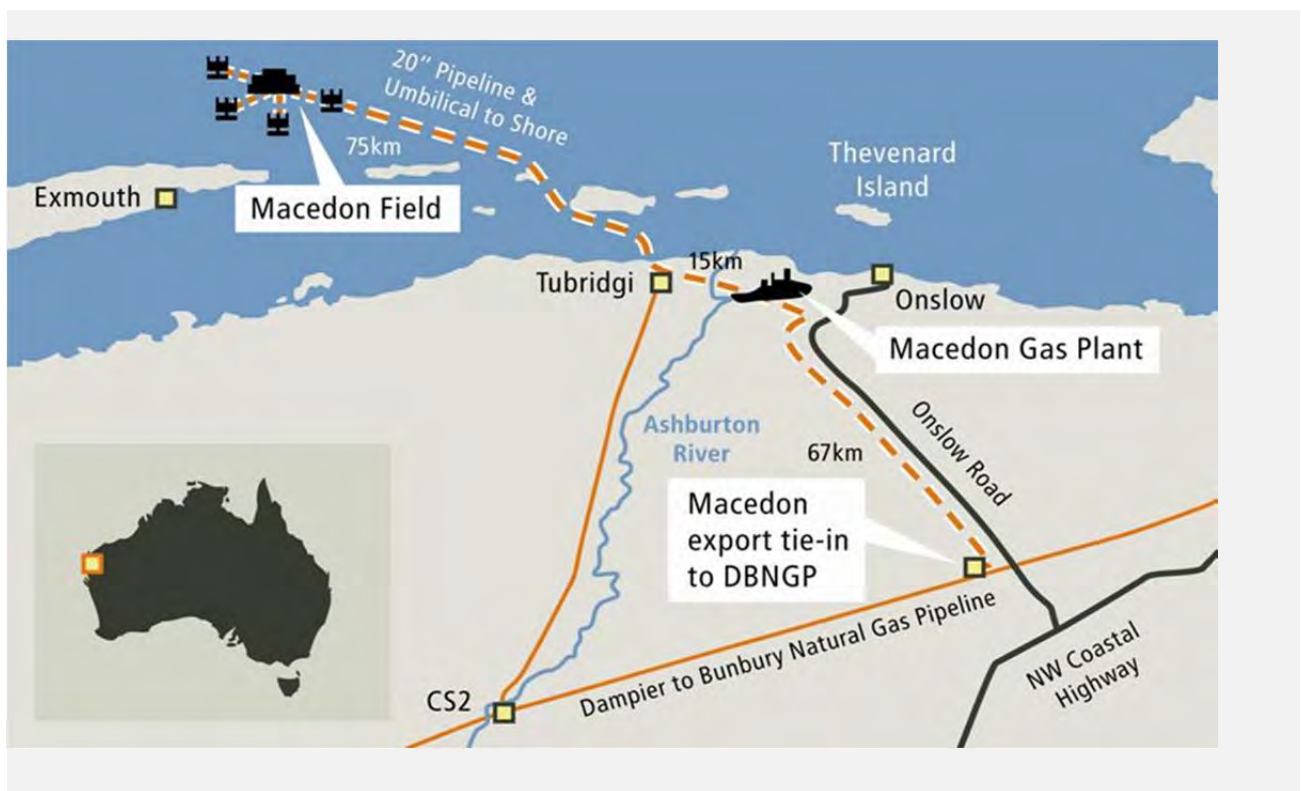 20" Pipeline &
Umbilical to Shore
75km
Thevenard
Island
Exmouth
Macedon Field
15km
Tubridgi
Onslow
Macedon Gas Plant
Ashburton
River
67km
Onslow Road
Macedon
export tie-in
to DBNGP
Dampier to Bunbury Natural Gas Pipeline
NW Coastal
Highway
CS2